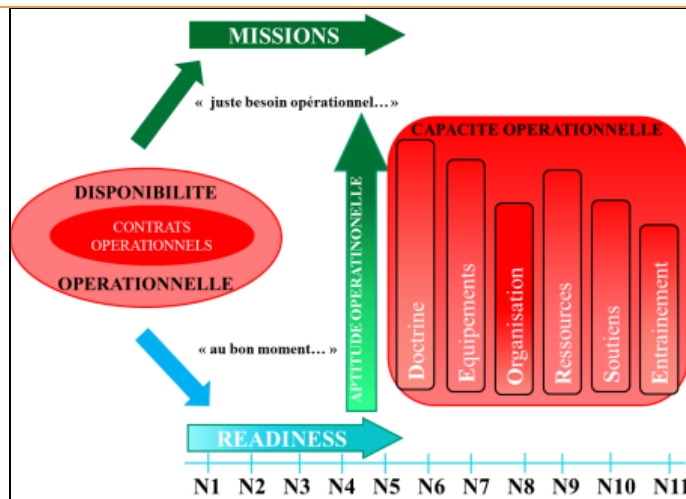 MISSIONS
« juste besoin opérationnel… »
CAPACITE OPERATIONNELLE
DISPONIBILITE
CONTRATS
OPERATIONNELS
OPERATIONNELLE
« au bon moment… »
APTITUDE OPERATINONELLE
Doctrine
Equipements
Organisation
Ressources
Soutiens
Entrainement
READINESS
N1 N2 N3 N4 N5 N6 N7 N8 N9 N10 N11